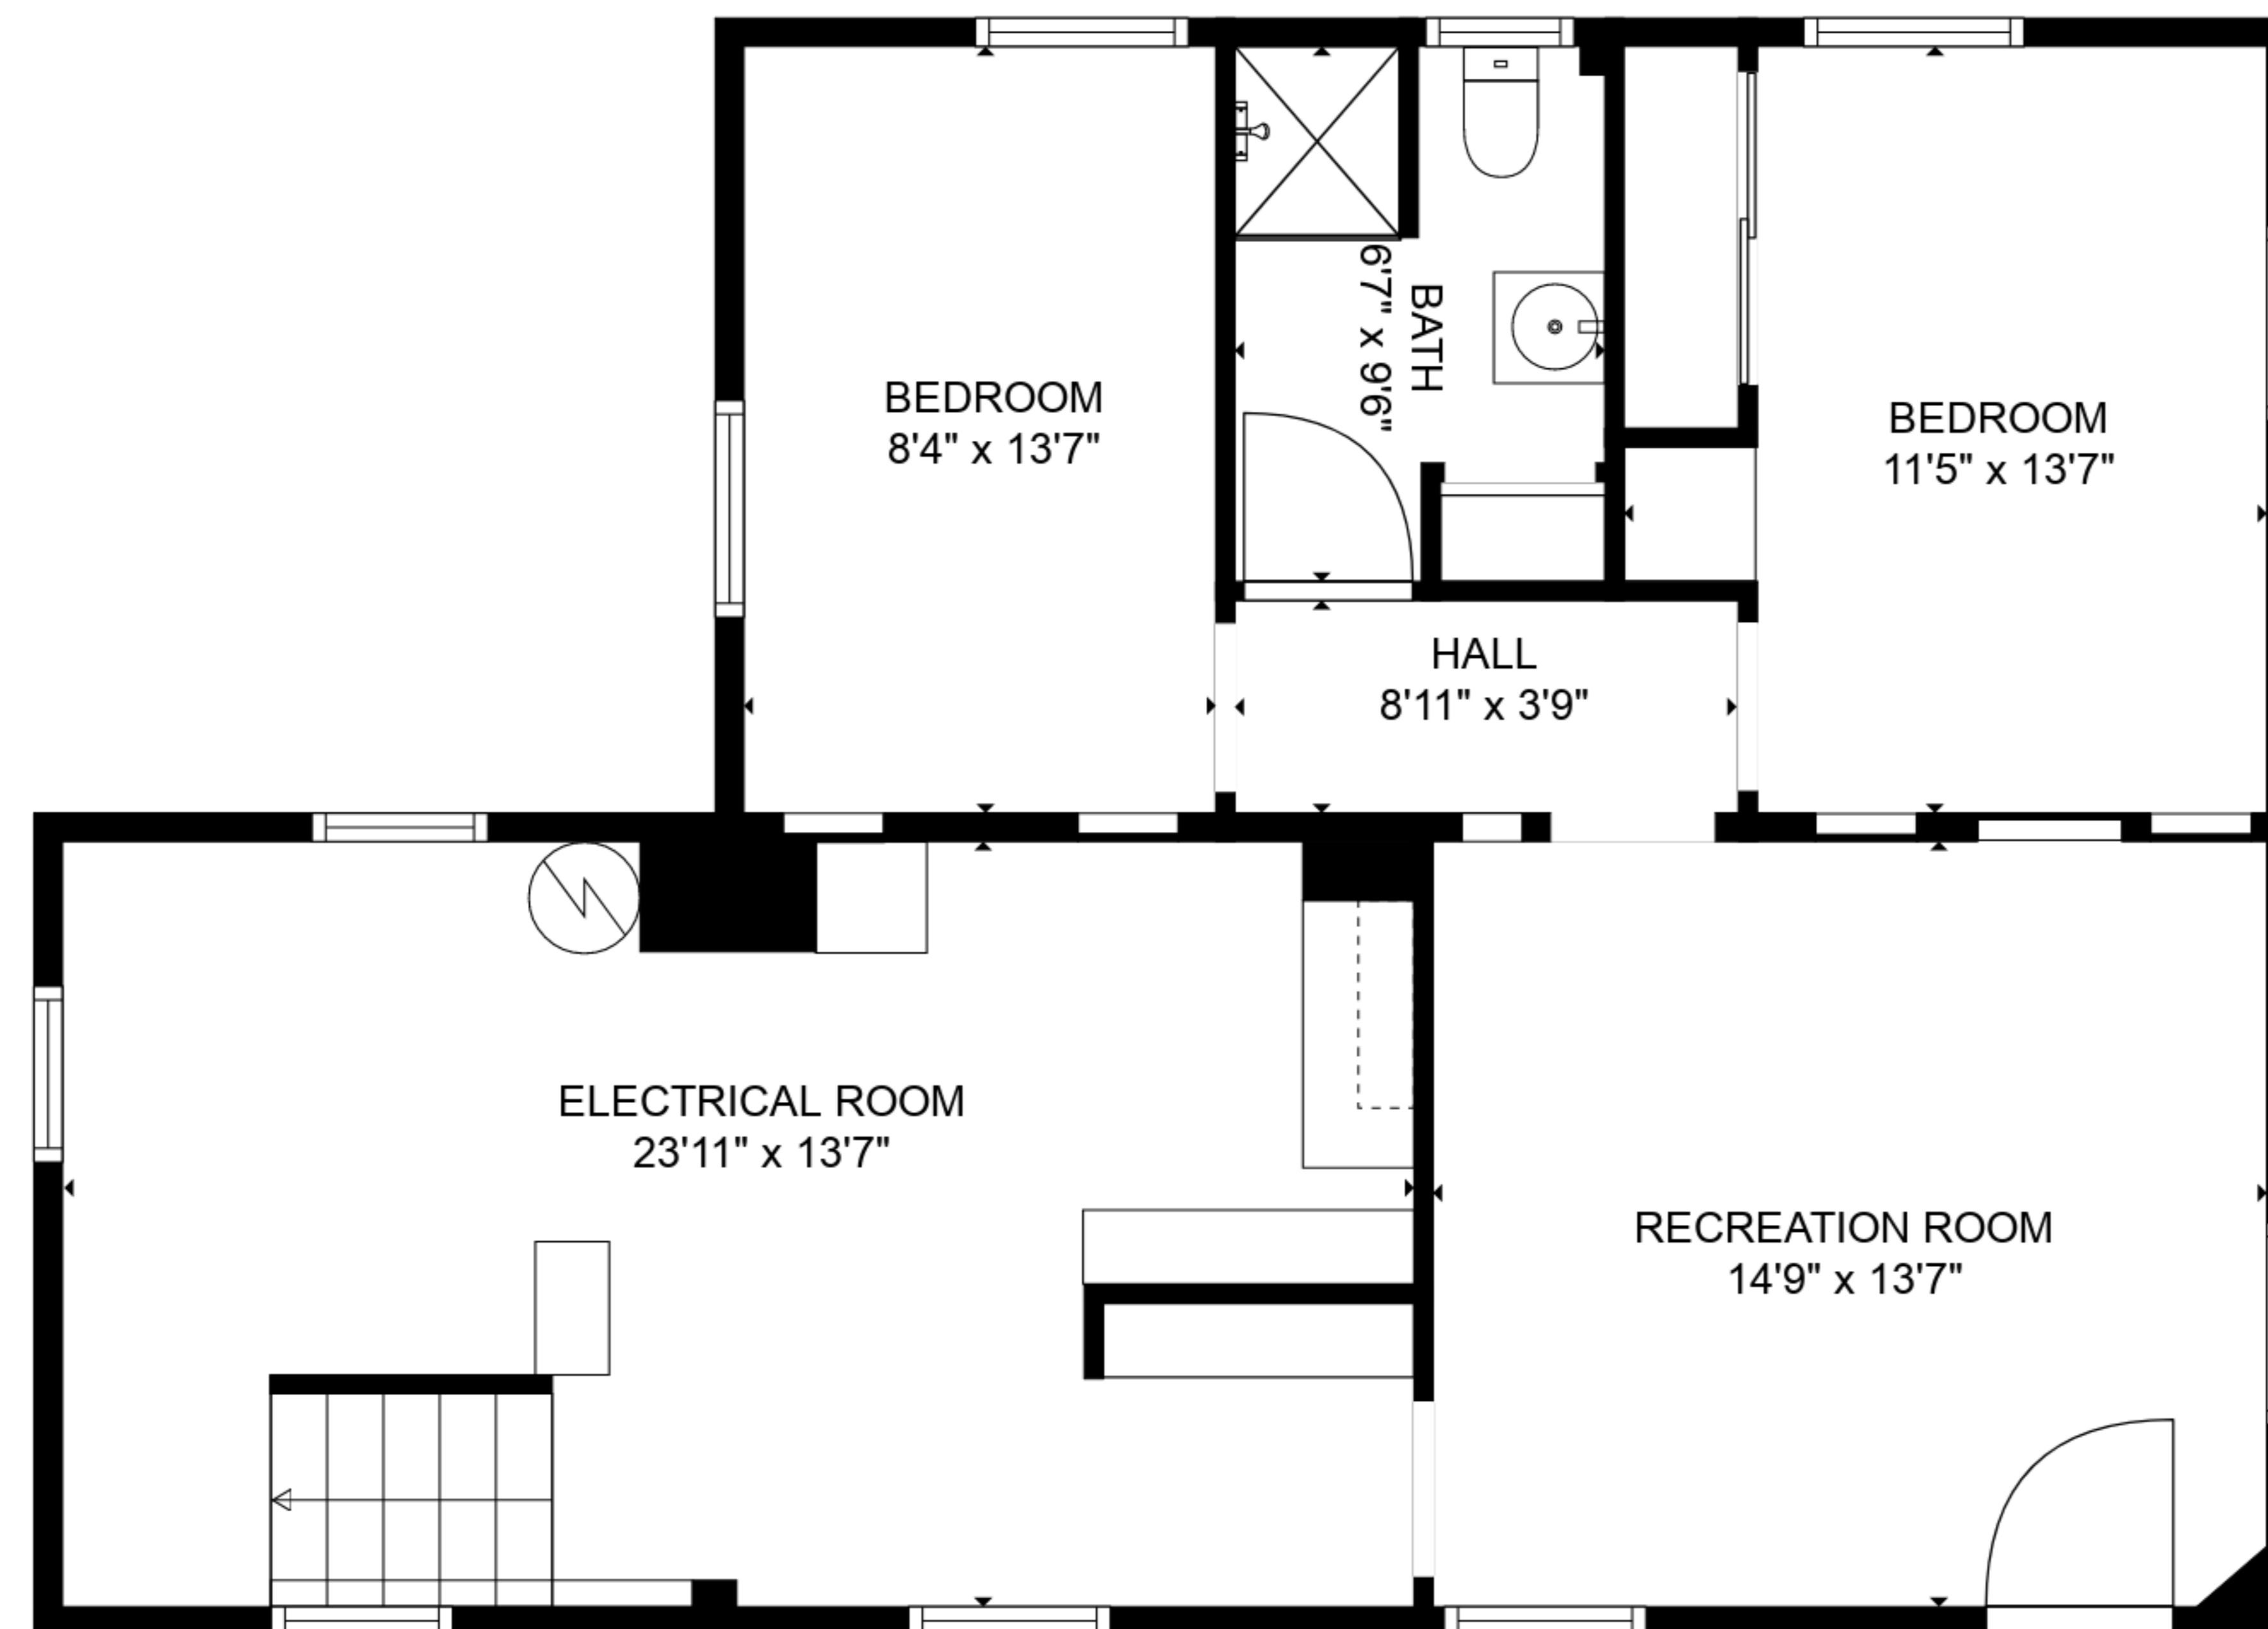 BEDROOM
8'4" x 13'7"
BATH
6'7" x 9'6"
BEDROOM
11'5" x 13'7"
HALL
8'11" x 3'9"
ELECTRICAL ROOM
23'11" x 13'7"
RECREATION ROOM
14'9" x 13'7"